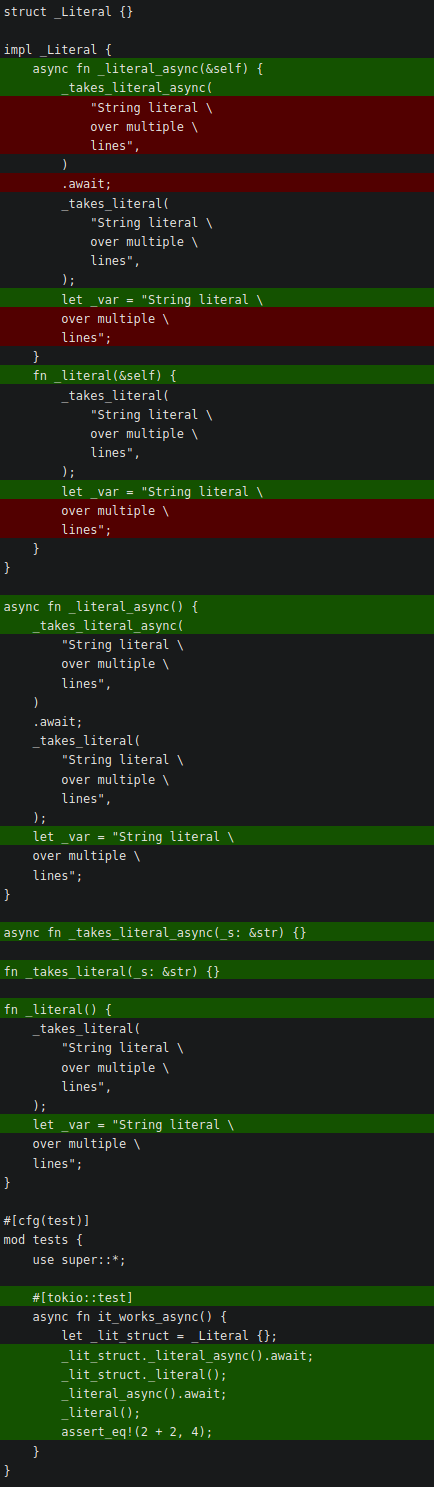 struct _Literal {}

impl _Literal {
    async fn _literal_async(&self) {
        _takes_literal_async(
            "String literal \
            over multiple \
            lines",
        )
        .await;
        _takes_literal(
            "String literal \
            over multiple \
            lines",
        );
        let _var = "String literal \
        over multiple \
        lines";
    }
    fn _literal(&self) {
        _takes_literal(
            "String literal \
            over multiple \
            lines",
        );
        let _var = "String literal \
        over multiple \
        lines";
    }
}

async fn _literal_async() {
    _takes_literal_async(
        "String literal \
        over multiple \
        lines",
    )
    .await;
    _takes_literal(
        "String literal \
        over multiple \
        lines",
    );
    let _var = "String literal \
    over multiple \
    lines";
}

async fn _takes_literal_async(_s: &str) {}

fn _takes_literal(_s: &str) {}

fn _literal() {
    _takes_literal(
        "String literal \
        over multiple \
        lines",
    );
    let _var = "String literal \
    over multiple \
    lines";
}

#[cfg(test)]
mod tests {
    use super::*;

    #[tokio::test]
    async fn it_works_async() {
        let _lit_struct = _Literal {};
        _lit_struct._literal_async().await;
        _lit_struct._literal();
        _literal_async().await;
        _literal();
        assert_eq!(2 + 2, 4);
    }
}